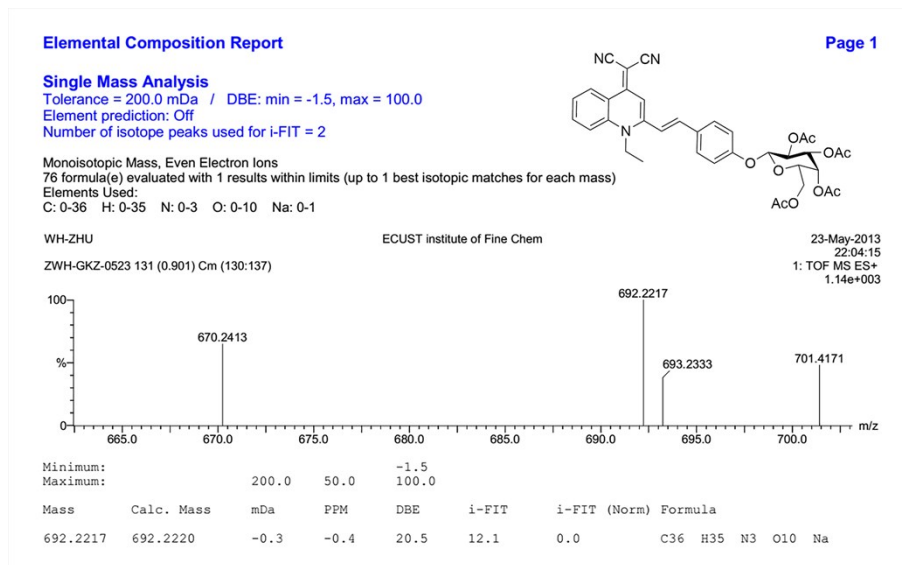 Elemental Composition Report
Page 1
Single Mass Analysis
Tolerance = 200.0 mDa / DBE: min = -1.5, max = 100.0
Element prediction: Off
Number of isotope peaks used for i-FIT = 2
Monoisotopic Mass, Even Electron Ions
76 formula(e) evaluated with 1 results within limits (up to 1 best isotopic matches for each mass)
Elements Used:
C: 0-36 H: 0-35 N: 0-3 O: 0-10 Na: 0-1
NC CN
N
O
O
OAc
OAc
OAc
AcO
WH-ZHU
ECUST institute of Fine Chem
23-May-2013
22:04:15
ZWH-GKZ-0523 131 (0.901) Cm (130:137)
1: TOF MS ES+
1.14e+003
100
%
0
692.2217
670.2413
693.2333
701.4171
665.0 670.0 675.0 680.0 685.0 690.0 695.0 700.0
m/z
Minimum: -1.5
Maximum: 200.0 50.0 100.0
Mass Calc. Mass mDa PPM DBE i-FIT i-FIT (Norm) Formula
692.2217 692.2220 -0.3 -0.4 20.5 12.1 0.0 C36 H35 N3 O10 Na